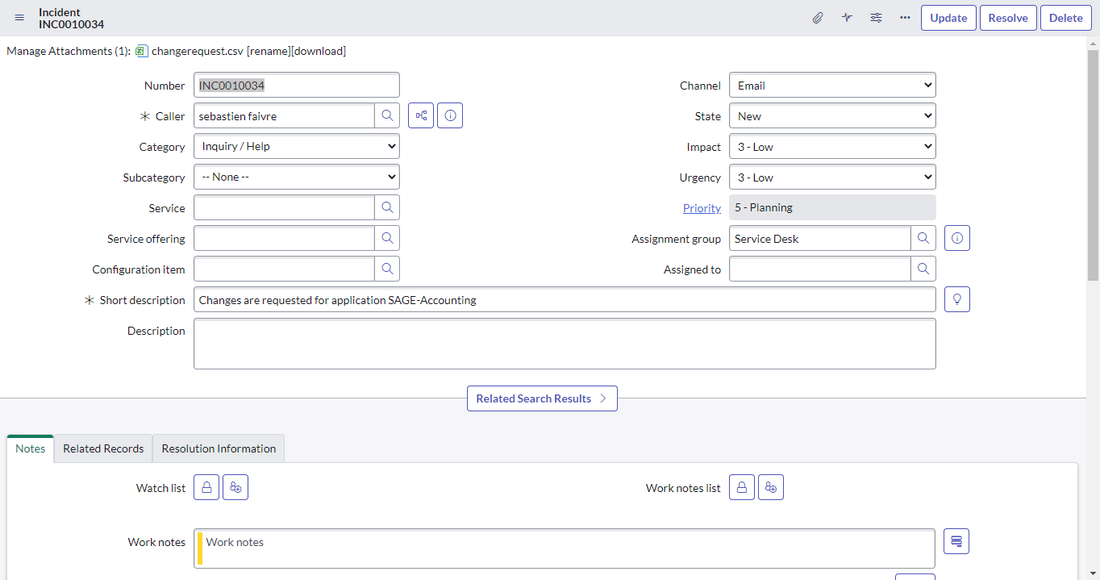 Incident
INC0010034
Update
Resolve
Delete
Manage Attachments (1): changerequest.csv [rename][download]
Number INC0010034
Channel Email
Caller sebastien faivre
State New
Category Inquiry / Help
Impact 3 - Low
Subcategory -- None --
Urgency 3 - Low
Service
Priority 5 - Planning
Service offering
Assignment group Service Desk
Configuration item
Assigned to
Short description Changes are requested for application SAGE-Accounting
Description
Related Search Results
Notes Related Records Resolution Information
Watch list
Work notes list
Work notes Work notes